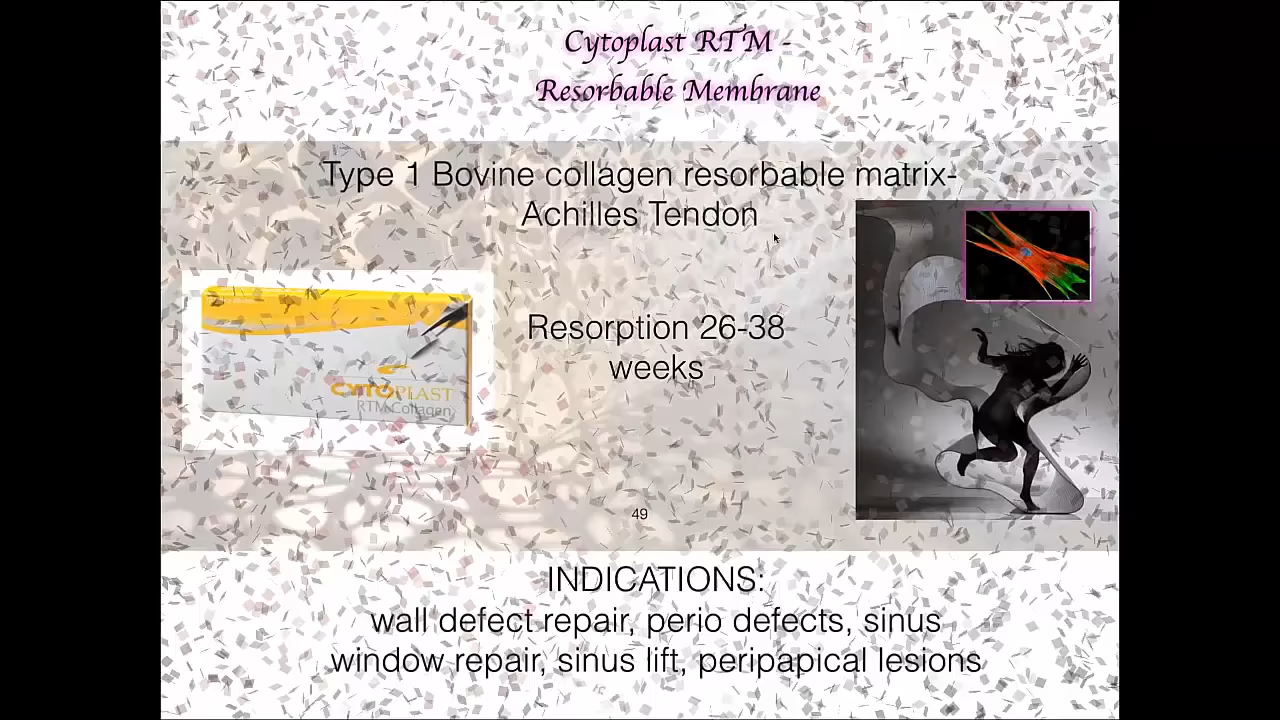 Cytoplast RTM -
Resorbable Membrane
Type 1 Bovine collagen resorbable matrix-
Achilles Tendon
Resorption 26-38
weeks
CYTOPLAST
RTM Collagen
49
INDICATIONS:
wall defect repair, perio defects, sinus
window repair, sinus lift, peripapical lesions